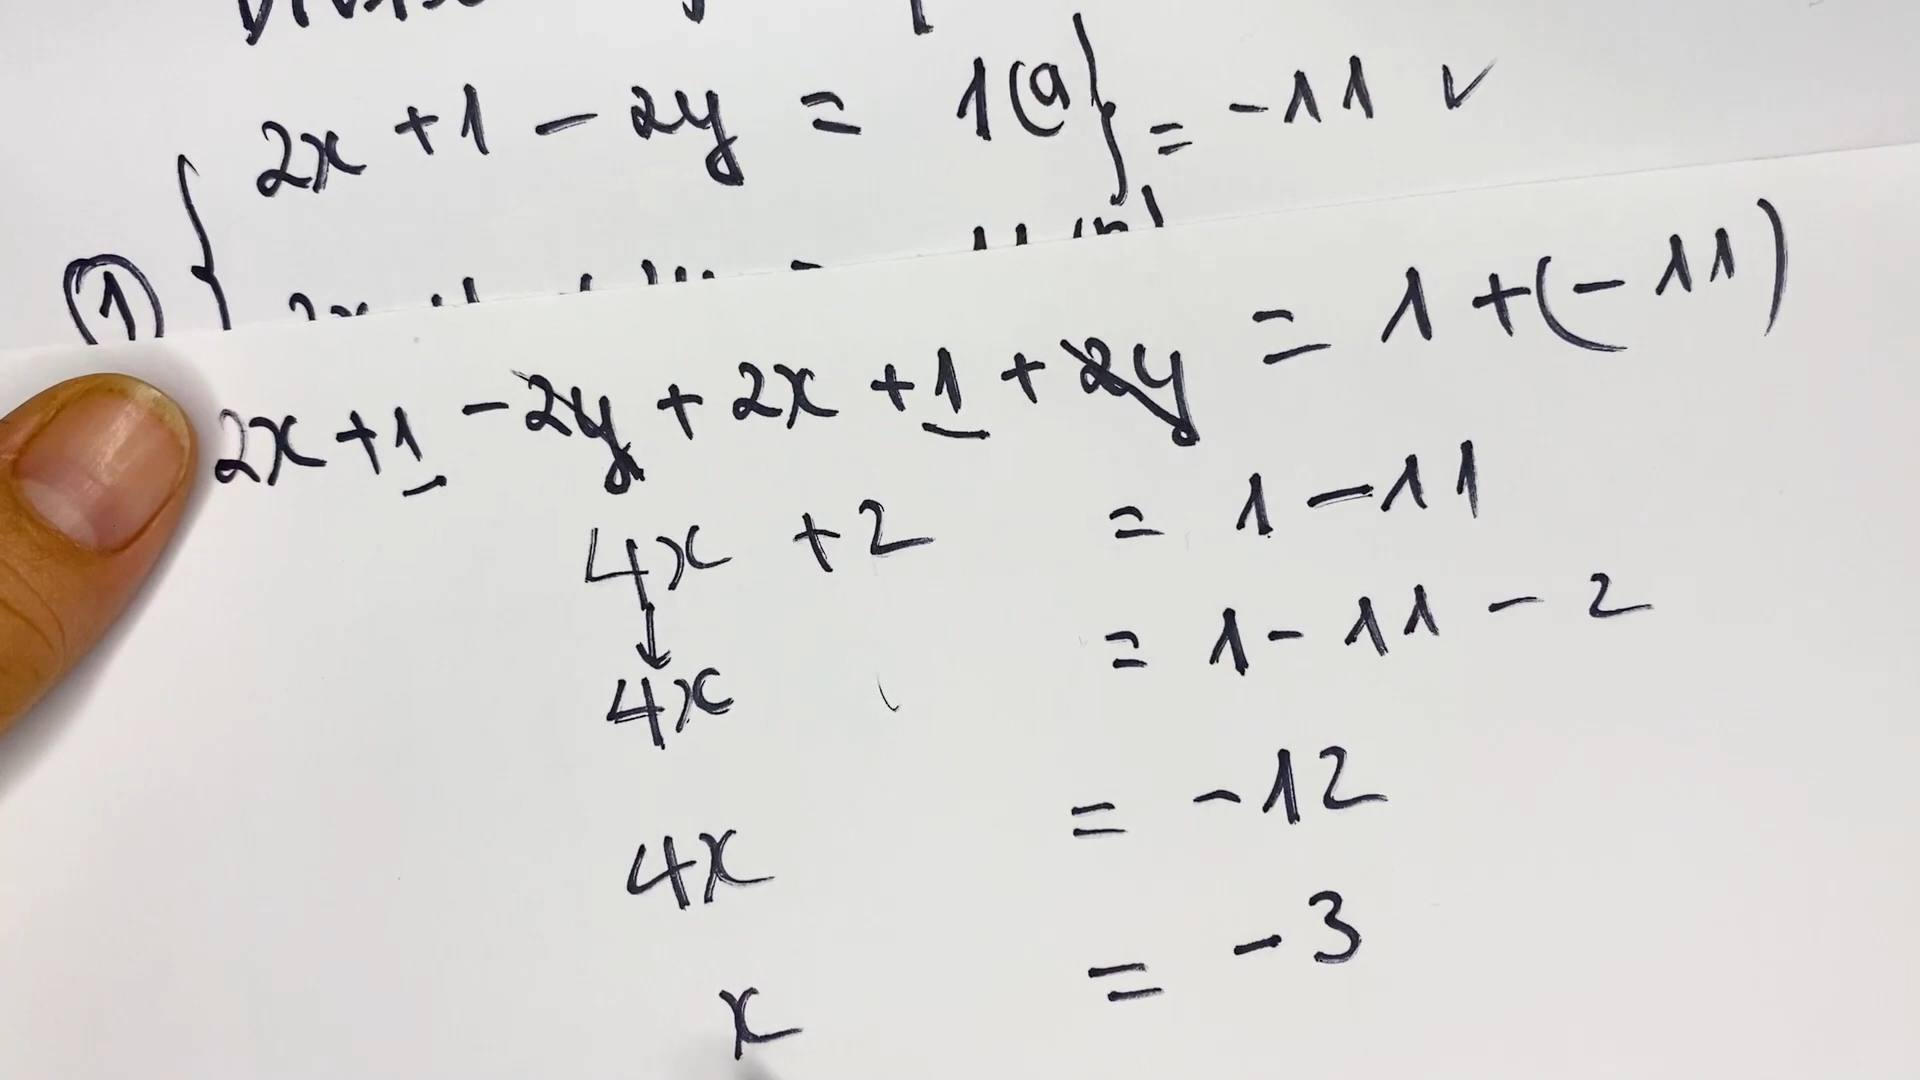 2x + 1 - 2y = 1 (a) } = -11 ✓
① {
2x + 1 - 2y + 2x + 1 + 2y = 1 + (-11)
4x + 2 = 1 - 11
↓
4x = 1 - 11 - 2
4x = -12
x = -3